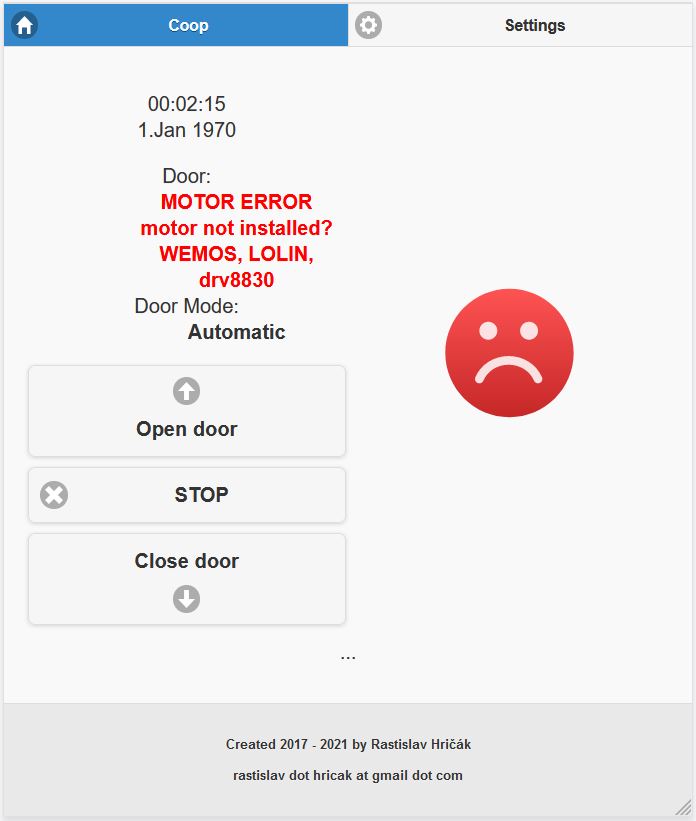 Coop
Settings
00:02:15
1.Jan 1970
Door:
MOTOR ERROR
motor not installed?
WEMOS, LOLIN,
drv8830
Door Mode:
Automatic
Open door
STOP
Close door
...
Created 2017 - 2021 by Rastislav Hričák
rastislav dot hricak at gmail dot com